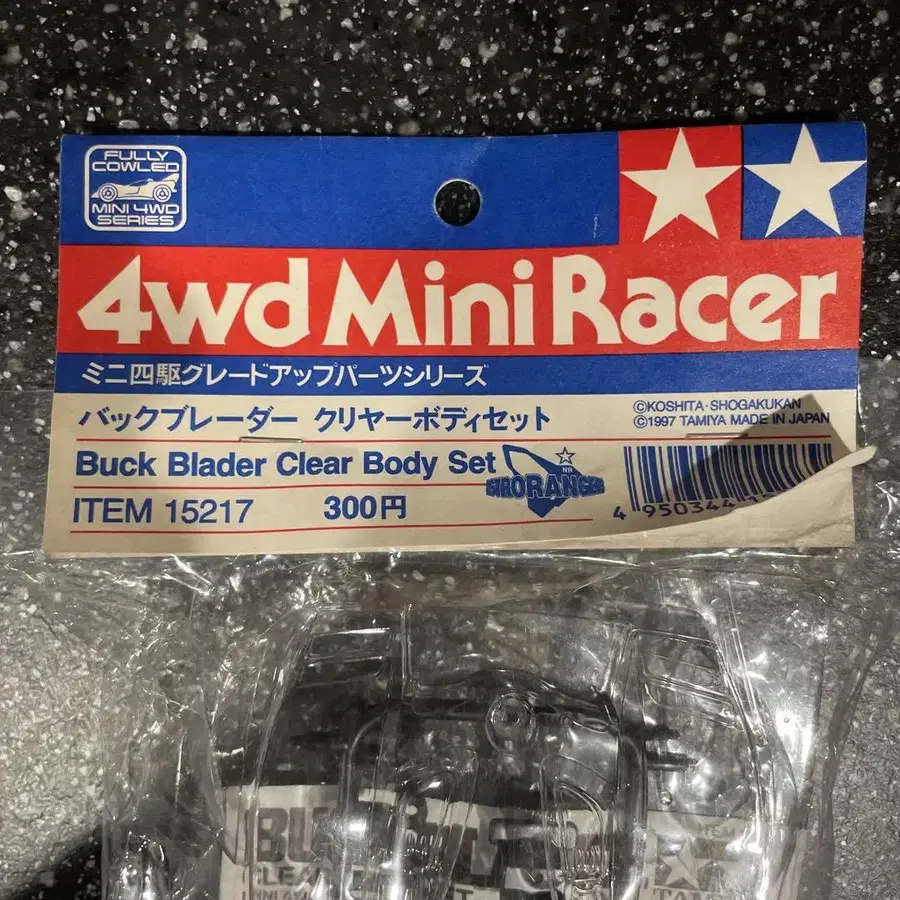 FULLY
COWLED
MINI 4WD
SERIES
4wd Mini Racer
ミニ四駆グレードアップパーツシリーズ
バックブレーダー クリヤーボディセット
©KOSHITA·SHOGAKUKAN
©1997 TAMIYA MADE IN JAPAN
Buck Blader Clear Body Set
NA
ITEM 15217 300円
4 950344